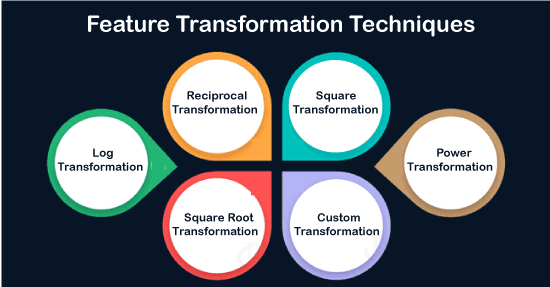 Feature Transformation Techniques
Reciprocal
Transformation
Square
Transformation
Log
Transformation
Power
Transformation
Square Root
Transformation
Custom
Transformation